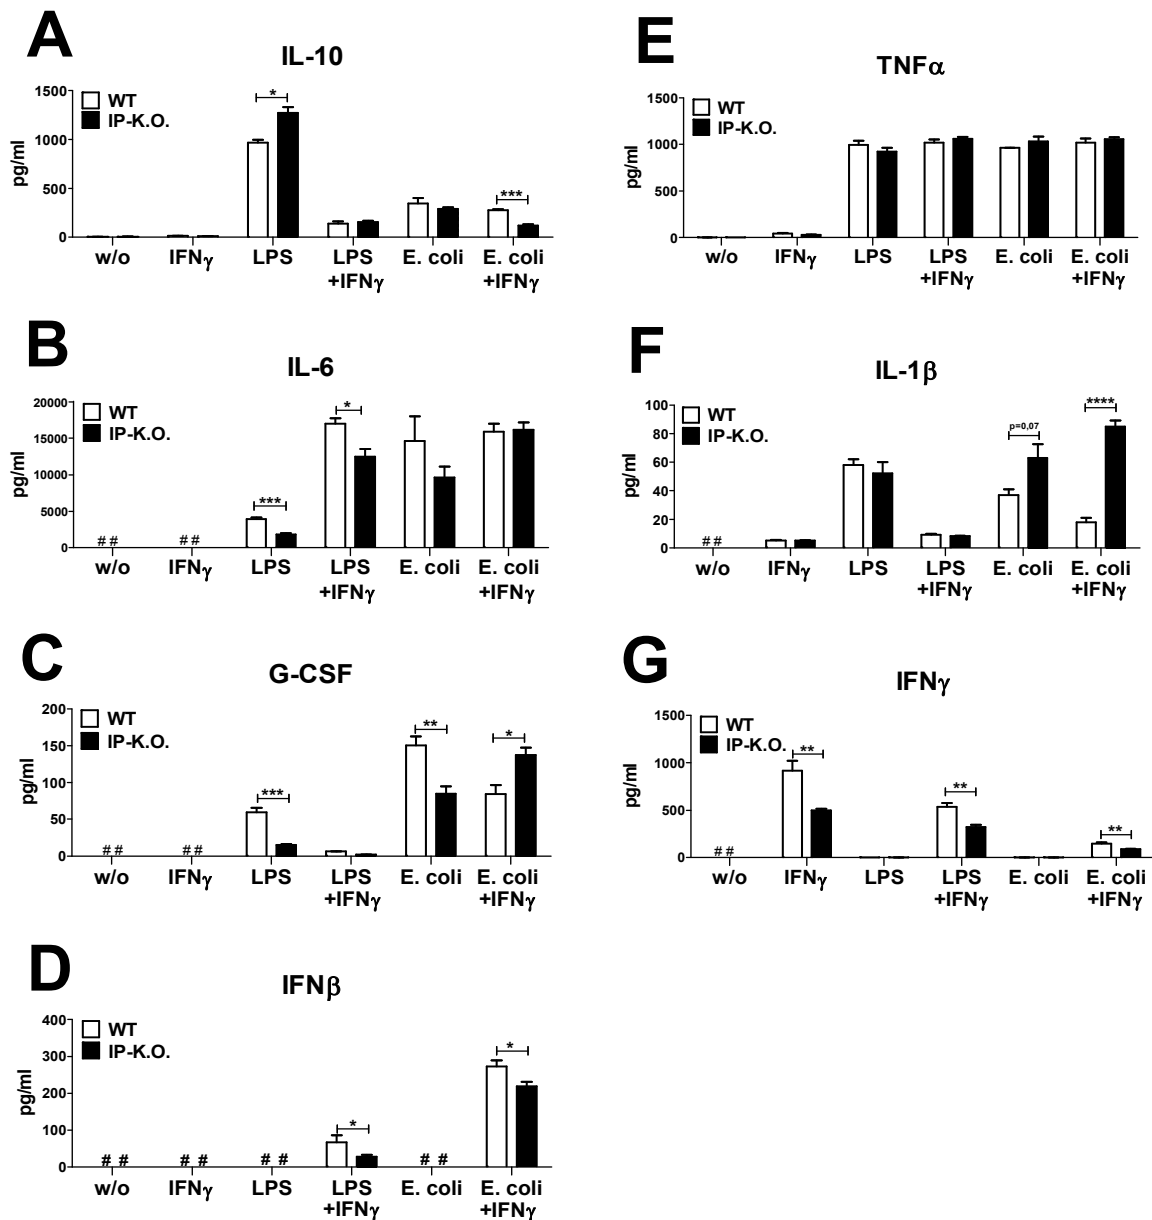 A
IL-10
WT
IP-K.O.
pg/ml
1500
1000
500
0
*
***
w/o IFNγ LPS LPS E. coli E. coli
+IFNγ +IFNγ
B
IL-6
WT
IP-K.O.
pg/ml
20000
15000
10000
5000
0
# #
# #
***
*
w/o IFNγ LPS LPS E. coli E. coli
+IFNγ +IFNγ
C
G-CSF
WT
IP-K.O.
pg/ml
200
150
100
50
0
# #
# #
***
**
*
w/o IFNγ LPS LPS E. coli E. coli
+IFNγ +IFNγ
D
IFNβ
WT
IP-K.O.
pg/ml
400
300
200
100
0
# #
# #
# #
*
# #
*
w/o IFNγ LPS LPS E. coli E. coli
+IFNγ +IFNγ
E
TNFα
WT
IP-K.O.
pg/ml
1500
1000
500
0
w/o IFNγ LPS LPS E. coli E. coli
+IFNγ +IFNγ
F
IL-1β
WT
IP-K.O.
pg/ml
100
80
60
40
20
0
# #
p=0,07
****
w/o IFNγ LPS LPS E. coli E. coli
+IFNγ +IFNγ
G
IFNγ
WT
IP-K.O.
pg/ml
1500
1000
500
0
# #
**
**
**
w/o IFNγ LPS LPS E. coli E. coli
+IFNγ +IFNγ